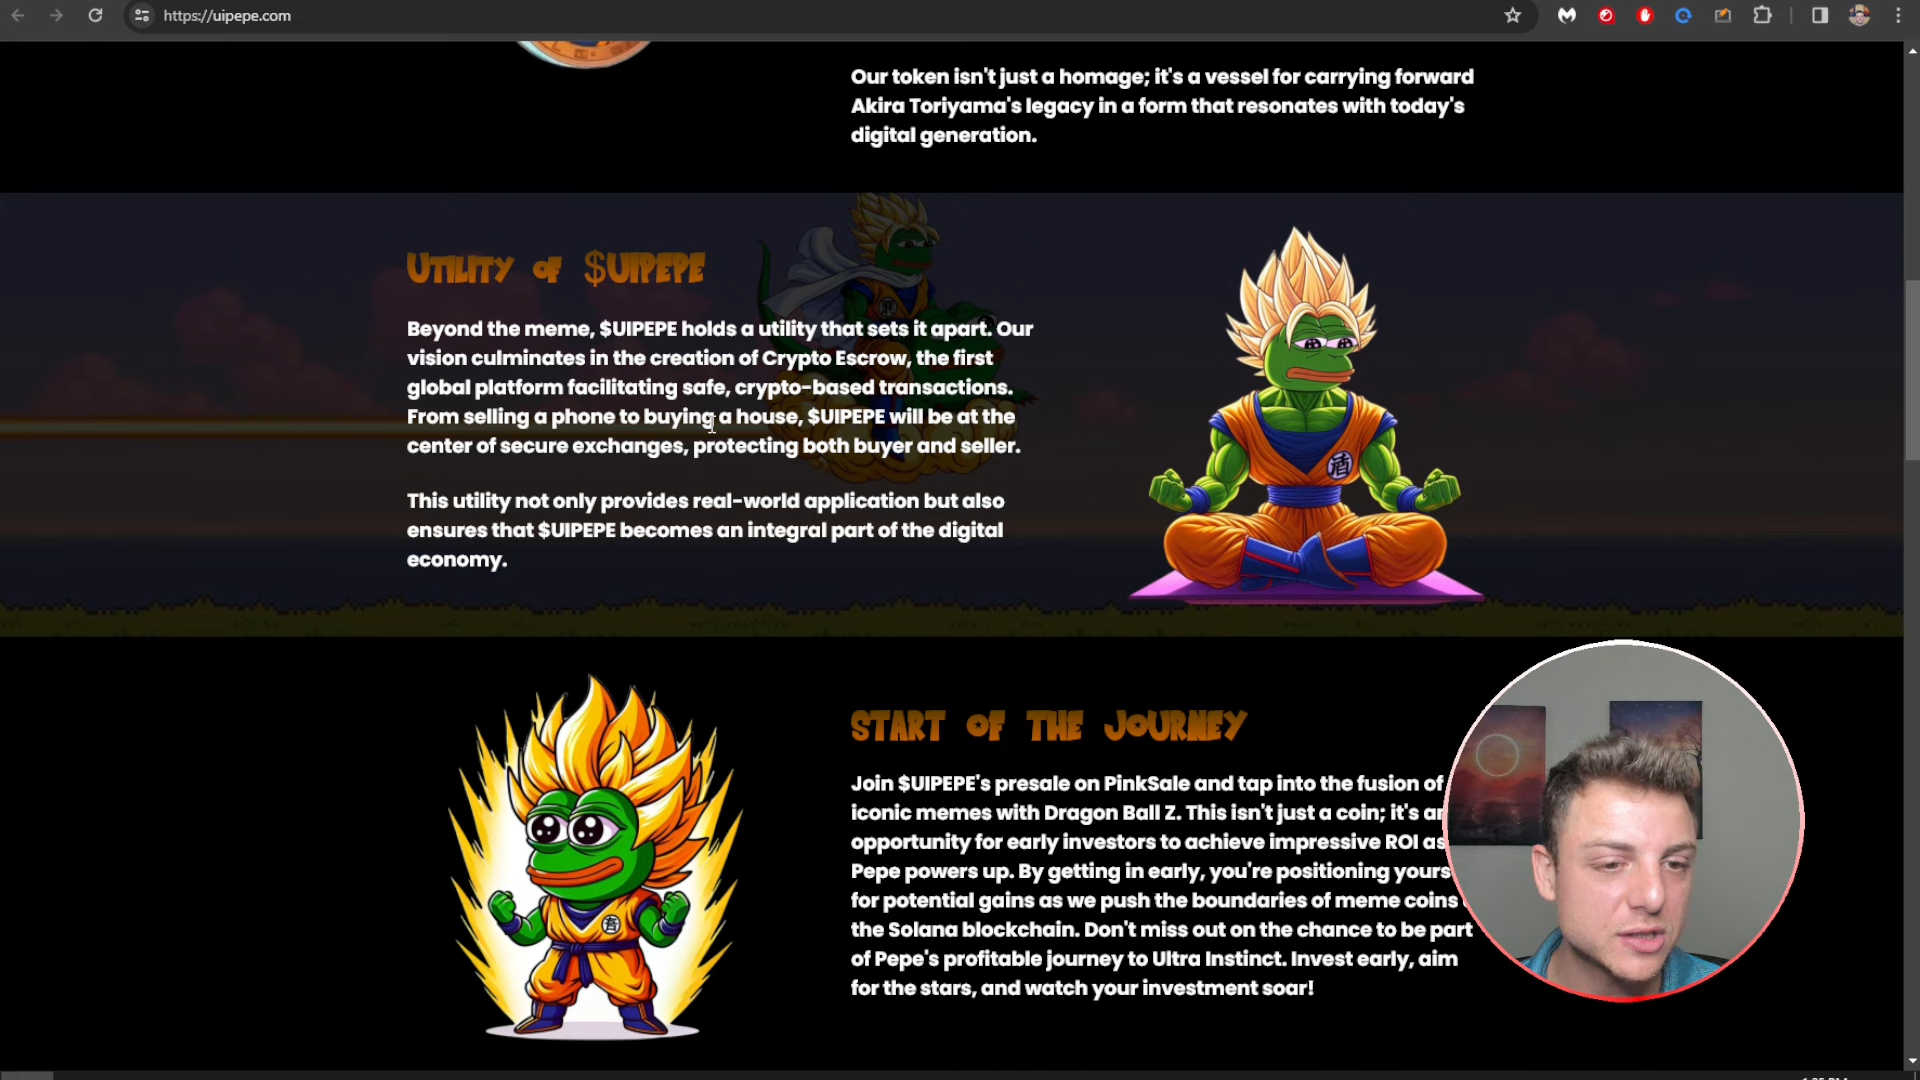 https://uipepe.com
Our token isn't just a homage; it's a vessel for carrying forward
Akira Toriyama's legacy in a form that resonates with today's
digital generation.
Utility of $UIPEPE
Beyond the meme, $UIPEPE holds a utility that sets it apart. Our
vision culminates in the creation of Crypto Escrow, the first
global platform facilitating safe, crypto-based transactions.
From selling a phone to buying a house, $UIPEPE will be at the
center of secure exchanges, protecting both buyer and seller.
This utility not only provides real-world application but also
ensures that $UIPEPE becomes an integral part of the digital
economy.
START OF THE JOURNEY
Join $UIPEPE's presale on PinkSale and tap into the fusion of
iconic memes with Dragon Ball Z. This isn't just a coin; it's an
opportunity for early investors to achieve impressive ROI as
Pepe powers up. By getting in early, you're positioning yours
for potential gains as we push the boundaries of meme coins
the Solana blockchain. Don't miss out on the chance to be part
of Pepe's profitable journey to Ultra Instinct. Invest early, aim
for the stars, and watch your investment soar!